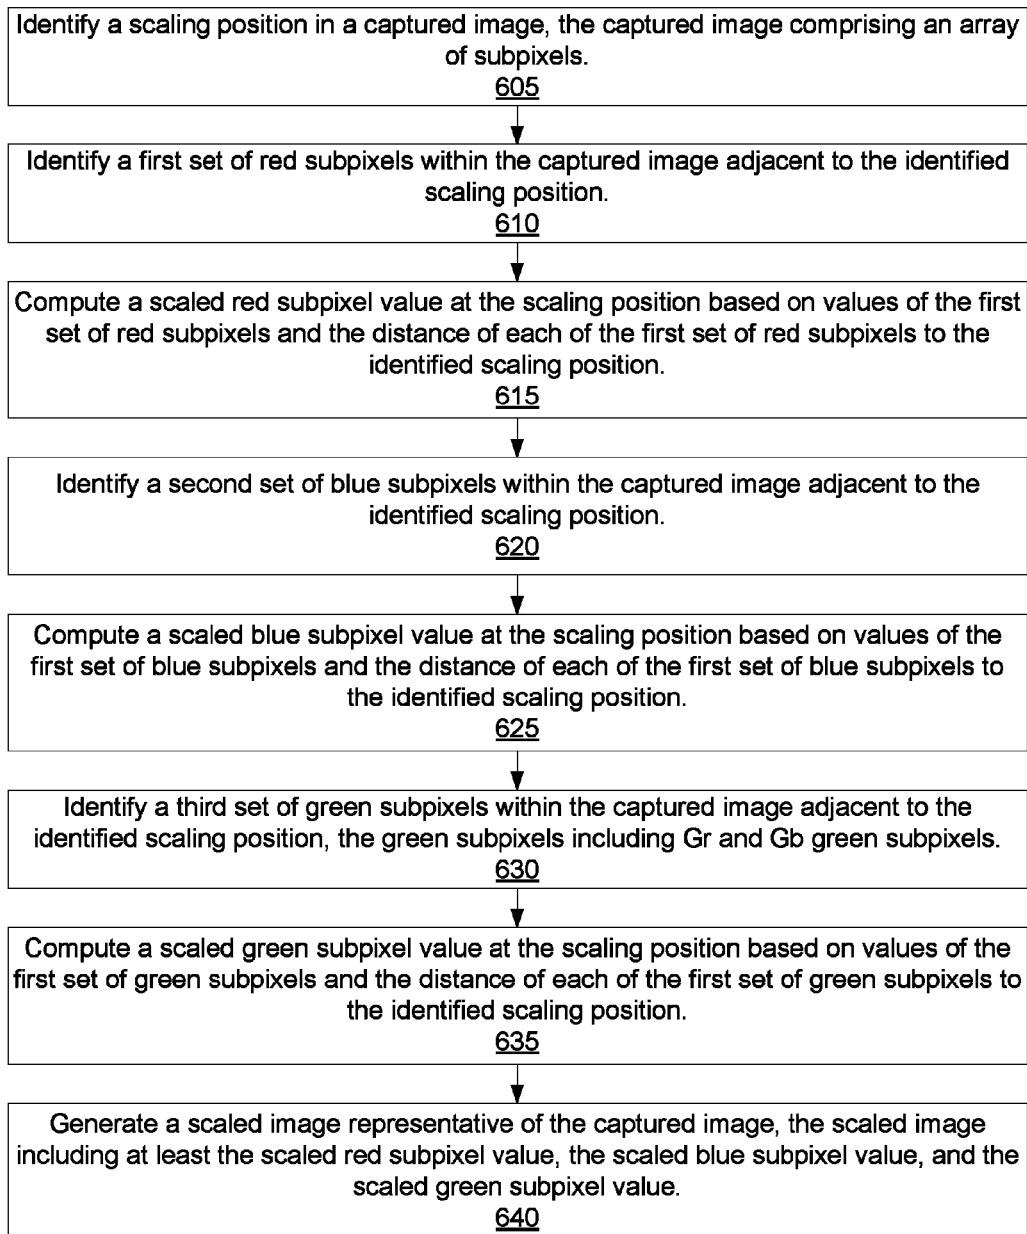 Identify a scaling position in a captured image, the captured image comprising an array
of subpixels.
605
Identify a first set of red subpixels within the captured image adjacent to the identified
scaling position.
610
Compute a scaled red subpixel value at the scaling position based on values of the first
set of red subpixels and the distance of each of the first set of red subpixels to the
identified scaling position.
615
Identify a second set of blue subpixels within the captured image adjacent to the
identified scaling position.
620
Compute a scaled blue subpixel value at the scaling position based on values of the
first set of blue subpixels and the distance of each of the first set of blue subpixels to
the identified scaling position.
625
Identify a third set of green subpixels within the captured image adjacent to the
identified scaling position, the green subpixels including Gr and Gb green subpixels.
630
Compute a scaled green subpixel value at the scaling position based on values of the
first set of green subpixels and the distance of each of the first set of green subpixels to
the identified scaling position.
635
Generate a scaled image representative of the captured image, the scaled image
including at least the scaled red subpixel value, the scaled blue subpixel value, and the
scaled green subpixel value.
640